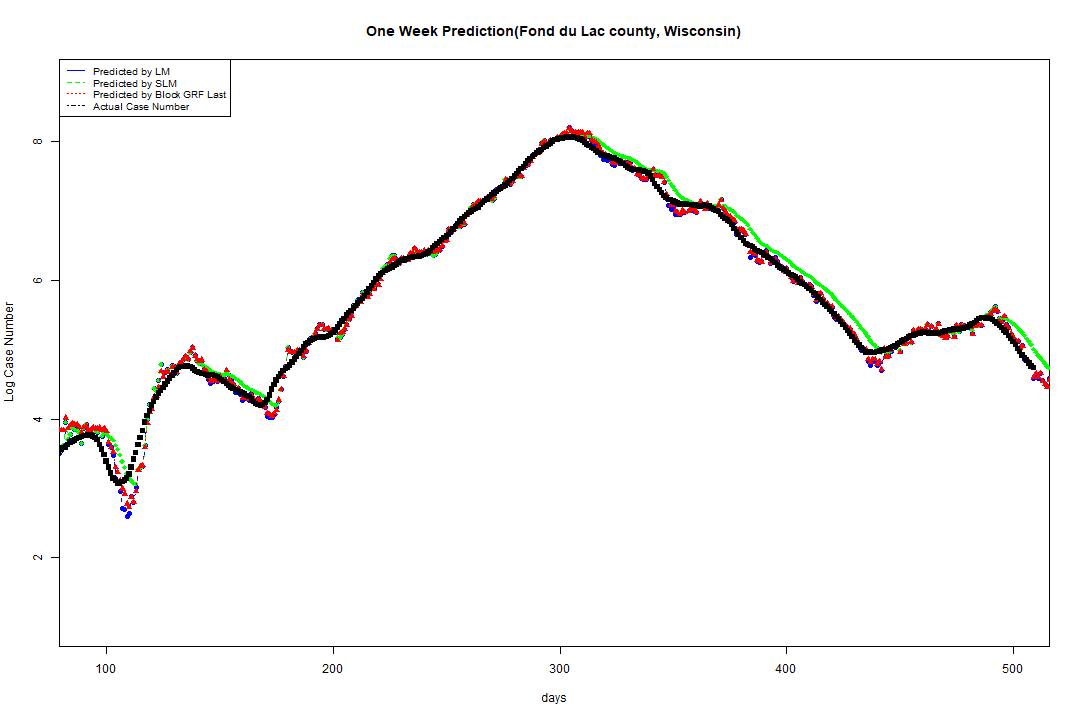 One Week Prediction(Fond du Lac county, Wisconsin)
Predicted by LM
Predicted by SLM
Predicted by Block GRF Last
Actual Case Number
8
6
4
2
Log Case Number
100 200 300 400 500
days